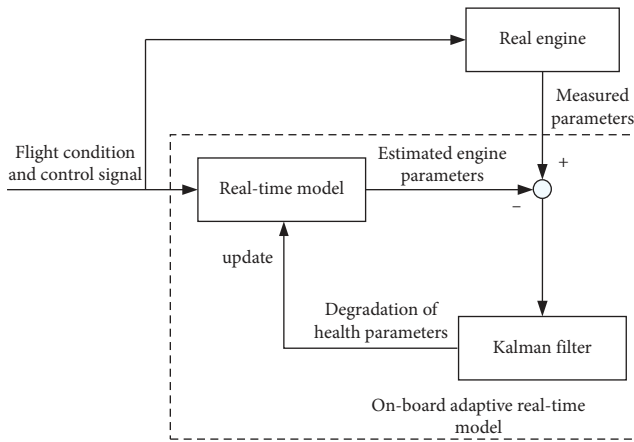 Real engine
Measured
parameters
Flight condition
and control signal
Estimated engine
parameters
+
Real-time model
−
update
Degradation of
health parameters
Kalman filter
On-board adaptive real-time
model